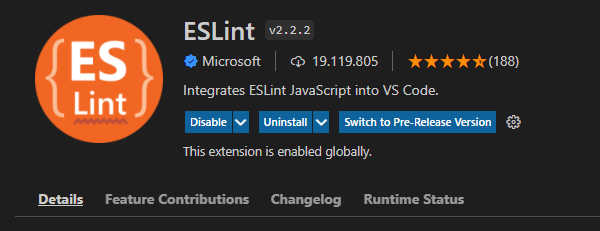 {ES}
Lint
ESLint v2.2.2
Microsoft 19.119.805 (188)
Integrates ESLint JavaScript into VS Code.
Disable Uninstall Switch to Pre-Release Version
This extension is enabled globally.
Details Feature Contributions Changelog Runtime Status